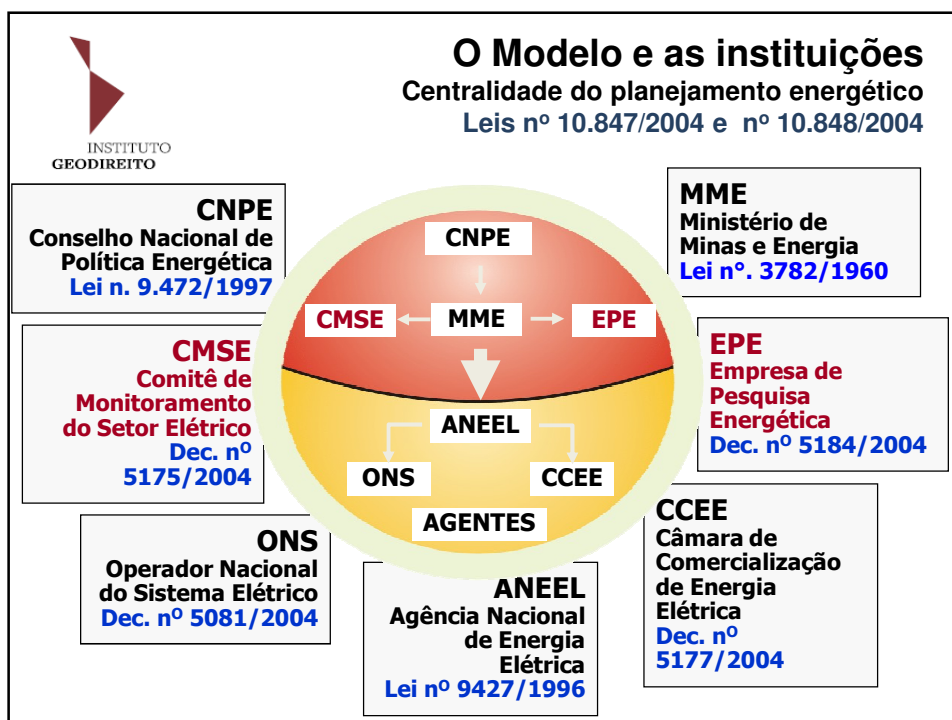 O Modelo e as instituições
Centralidade do planejamento energético
Leis nº 10.847/2004 e nº 10.848/2004
INSTITUTO
GEODIREITO
CNPE
Conselho Nacional de
Política Energética
Lei n. 9.472/1997
MME
Ministério de
Minas e Energia
Lei n°. 3782/1960
CNPE
CMSE
MME
EPE
ANEEL
ONS
CCEE
AGENTES
CMSE
Comitê de
Monitoramento
do Setor Elétrico
Dec. nº
5175/2004
EPE
Empresa de
Pesquisa
Energética
Dec. nº 5184/2004
ONS
Operador Nacional
do Sistema Elétrico
Dec. nº 5081/2004
ANEEL
Agência Nacional
de Energia
Elétrica
Lei nº 9427/1996
CCEE
Câmara de
Comercialização
de Energia
Elétrica
Dec. nº
5177/2004